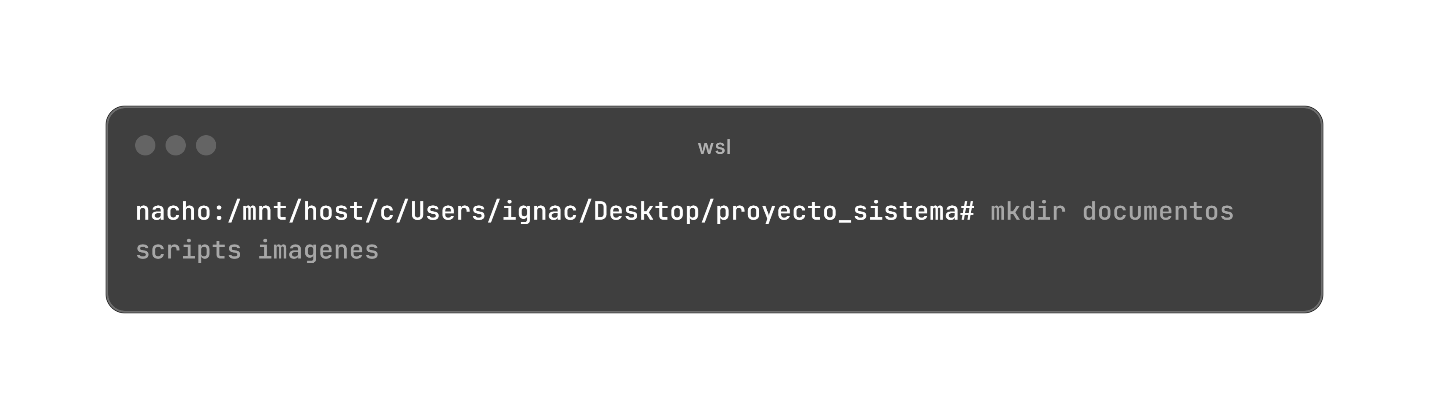 wsl
nacho:/mnt/host/c/Users/ignac/Desktop/proyecto_sistema# mkdir documentos
scripts imagenes